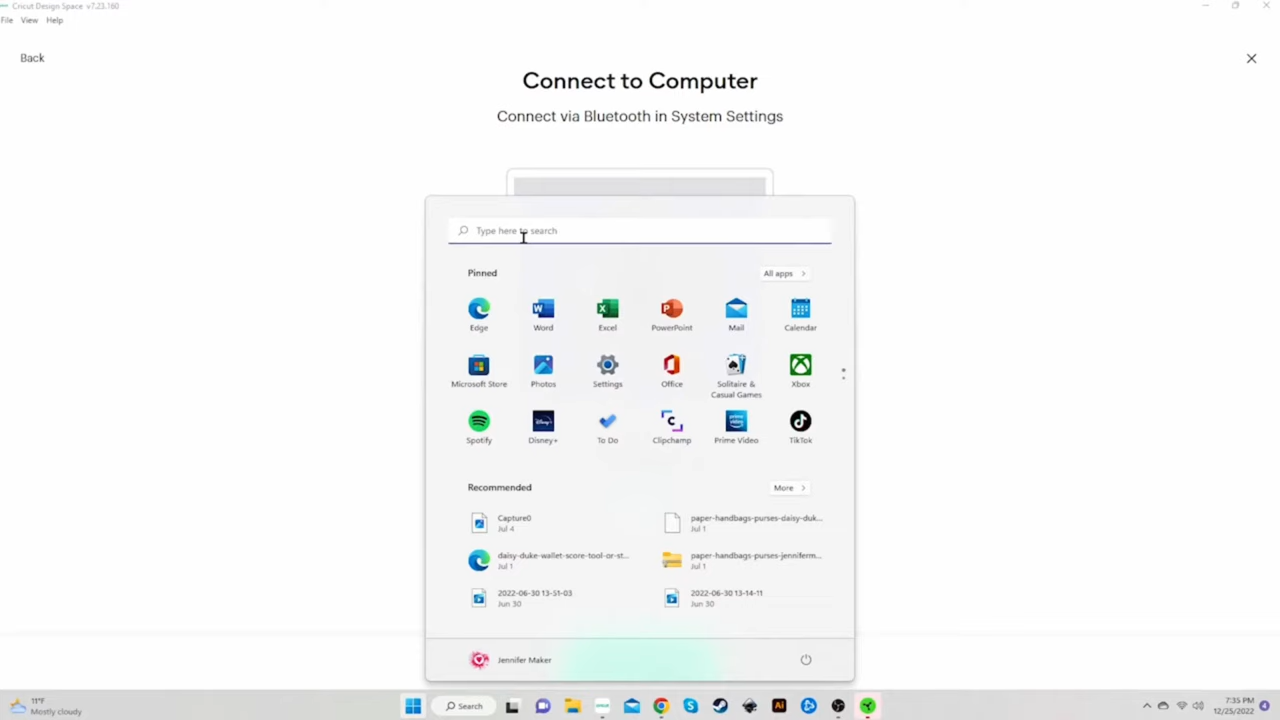 Cricut Design Space v7.23.160
File View Help
Back
Connect to Computer
Connect via Bluetooth in System Settings
Type here to search
Pinned
All apps
Edge
Word
Excel
PowerPoint
Mail
Calendar
Microsoft Store
Photos
Settings
Office
Solitaire &
Casual Games
Xbox
Spotify
Disney+
To Do
Clipchamp
Prime Video
TikTok
Recommended
More
Capture0
Jul 4
paper-handbags-purses-daisy-duk...
Jul 1
daisy-duke-wallet-score-tool-or-st...
Jul 1
paper-handbags-purses-jenniferm...
Jul 1
2022-06-30 13-51-03
Jun 30
2022-06-30 13-14-11
Jun 30
Jennifer Maker
11°F
Mostly cloudy
Search
7:35 PM
12/25/2022